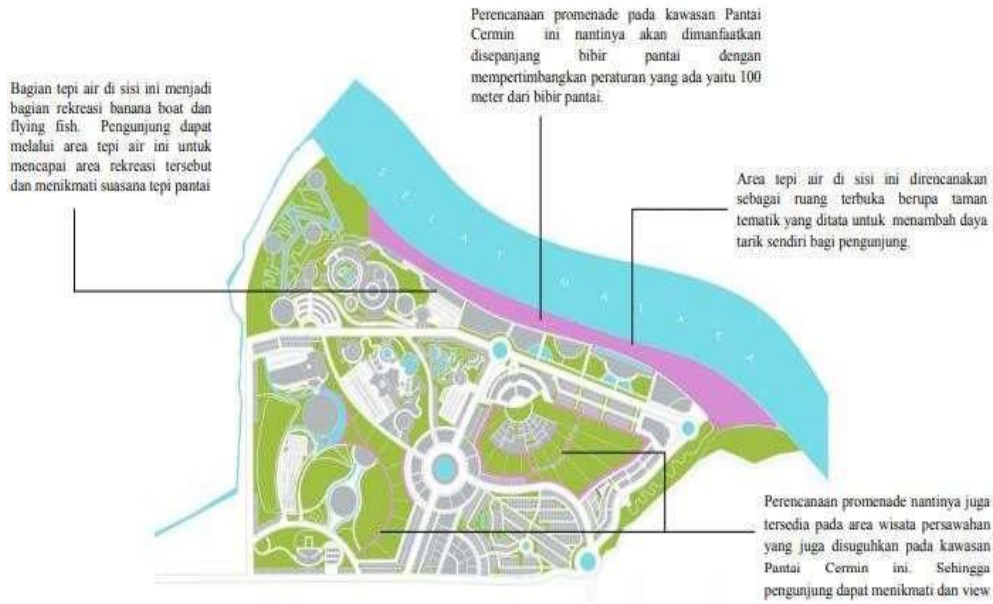 Perencanaan promenade pada kawasan Pantai
Cermin ini nantinya akan dimanfaatkan
disepanjang bibir pantai dengan
mempertimbangkan peraturan yang ada yaitu 100
meter dari bibir pantai.
Bagian tepi air di sisi ini menjadi
bagian rekreasi banana boat dan
flying fish. Pengunjung dapat
melalui area tepi air ini untuk
mencapai area rekreasi tersebut
dan menikmati suasana tepi pantai
Area tepi air di sisi ini direncanakan
sebagai ruang terbuka berupa taman
tematik yang ditata untuk menambah daya
tarik sendiri bagi pengunjung.
S E L A T M A L A K A
Perencanaan promenade nantinya juga
tersedia pada area wisata persawahan
yang juga disuguhkan pada kawasan
Pantai Cermin ini. Sehingga
pengunjung dapat menikmati dan view